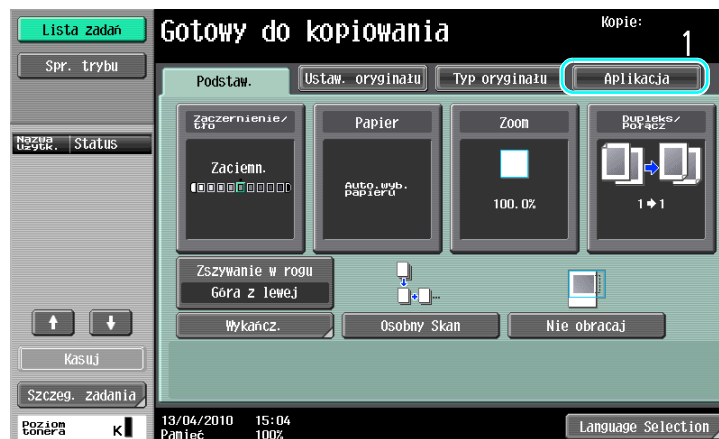 Lista zadań
Gotowy do kopiowania
Kopie:
1
Spr. trybu
Podstaw.
Ustaw. oryginału
Typ oryginału
Aplikacja
Nazwa użytk.
Status
Zaczernienie/
tło
Papier
Zoom
Dupleks/
Połącz
Zaciemn.
Auto.wyb.
papieru
100.0%
1➔1
Zszywanie w rogu
Góra z lewej
Wykańcz.
Osobny Skan
Nie obracaj
Kasuj
Szczeg. zadania
Poziom
tonera
K
13/04/2010
15:04
Pamięć
100%
Language Selection